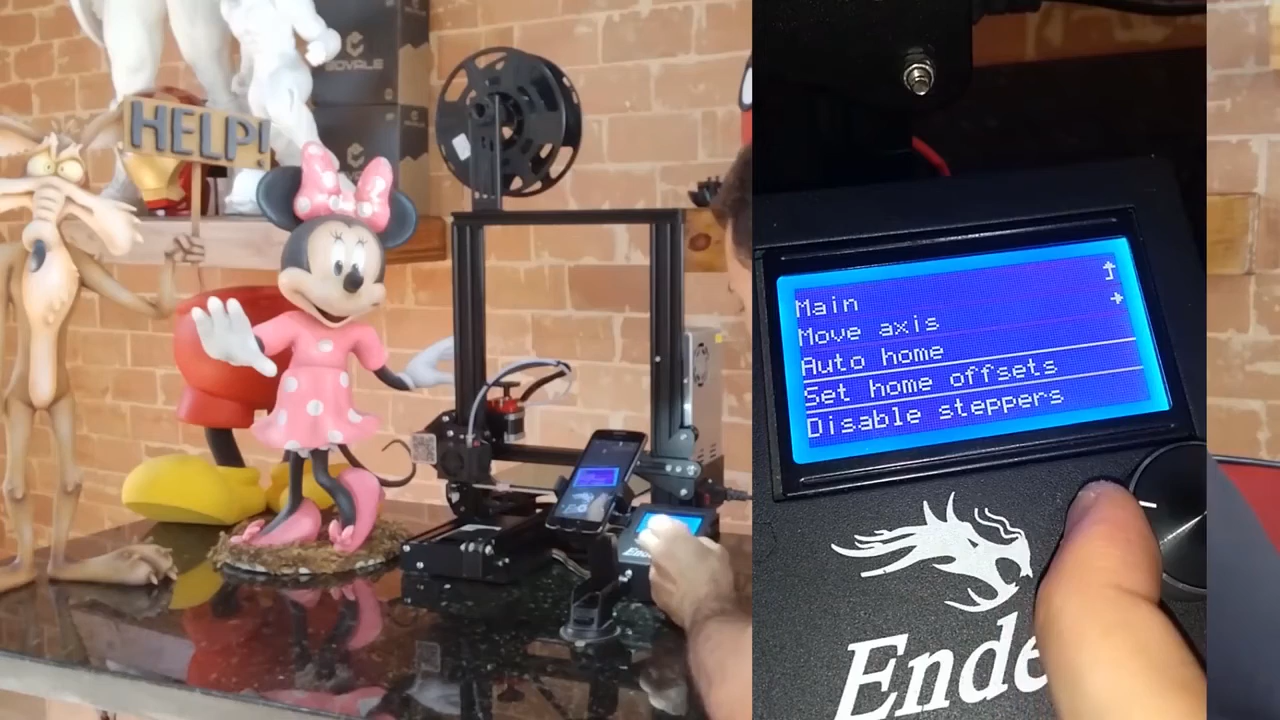 HELP!
Main
Move axis
Auto home
Set home offsets
Disable steppers
Ende